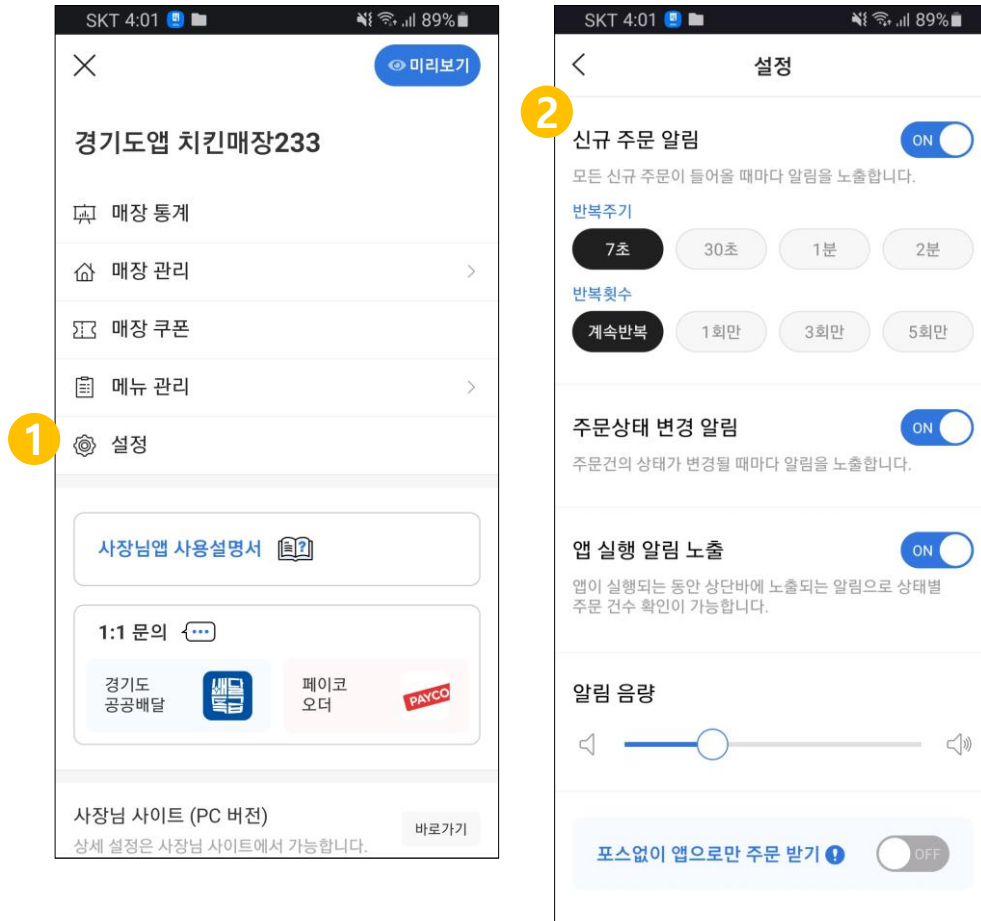 SKT 4:01
89%
미리보기
경기도앱 치킨매장233
매장 통계
매장 관리
매장 쿠폰
메뉴 관리
1
설정
사장님앱 사용설명서
1:1 문의
경기도
공공배달
배달
특급
페이코
오더
PAYCO
사장님 사이트 (PC 버전)
상세 설정은 사장님 사이트에서 가능합니다.
바로가기
SKT 4:01
89%
설정
2
신규 주문 알림
ON
모든 신규 주문이 들어올 때마다 알림을 노출합니다.
반복주기
7초 30초 1분 2분
반복횟수
계속반복 1회만 3회만 5회만
주문상태 변경 알림
ON
주문건의 상태가 변경될 때마다 알림을 노출합니다.
앱 실행 알림 노출
ON
앱이 실행되는 동안 상단바에 노출되는 알림으로 상태별
주문 건수 확인이 가능합니다.
알림 음량
포스없이 앱으로만 주문 받기
OFF